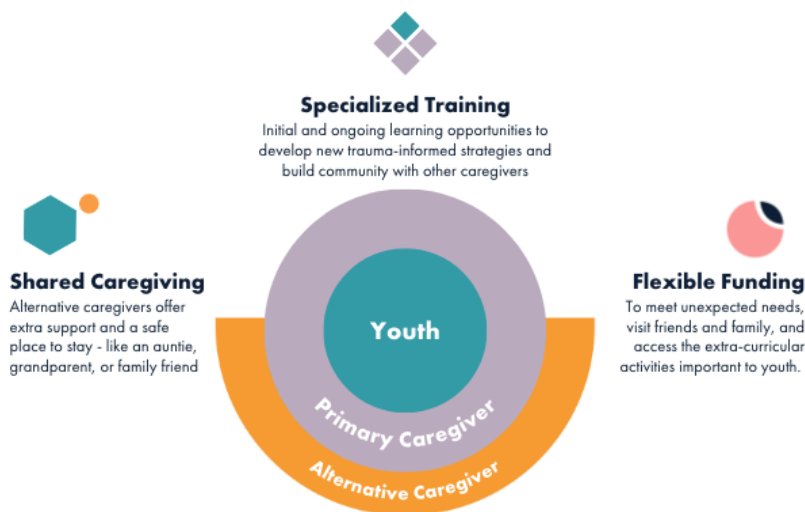 Specialized Training
Initial and ongoing learning opportunities to
develop new trauma-informed strategies and
build community with other caregivers
Shared Caregiving
Alternative caregivers offer
extra support and a safe
place to stay - like an auntie,
grandparent, or family friend
Flexible Funding
To meet unexpected needs,
visit friends and family, and
access the extra-curricular
activities important to youth.
Youth
Primary Caregiver
Alternative Caregiver